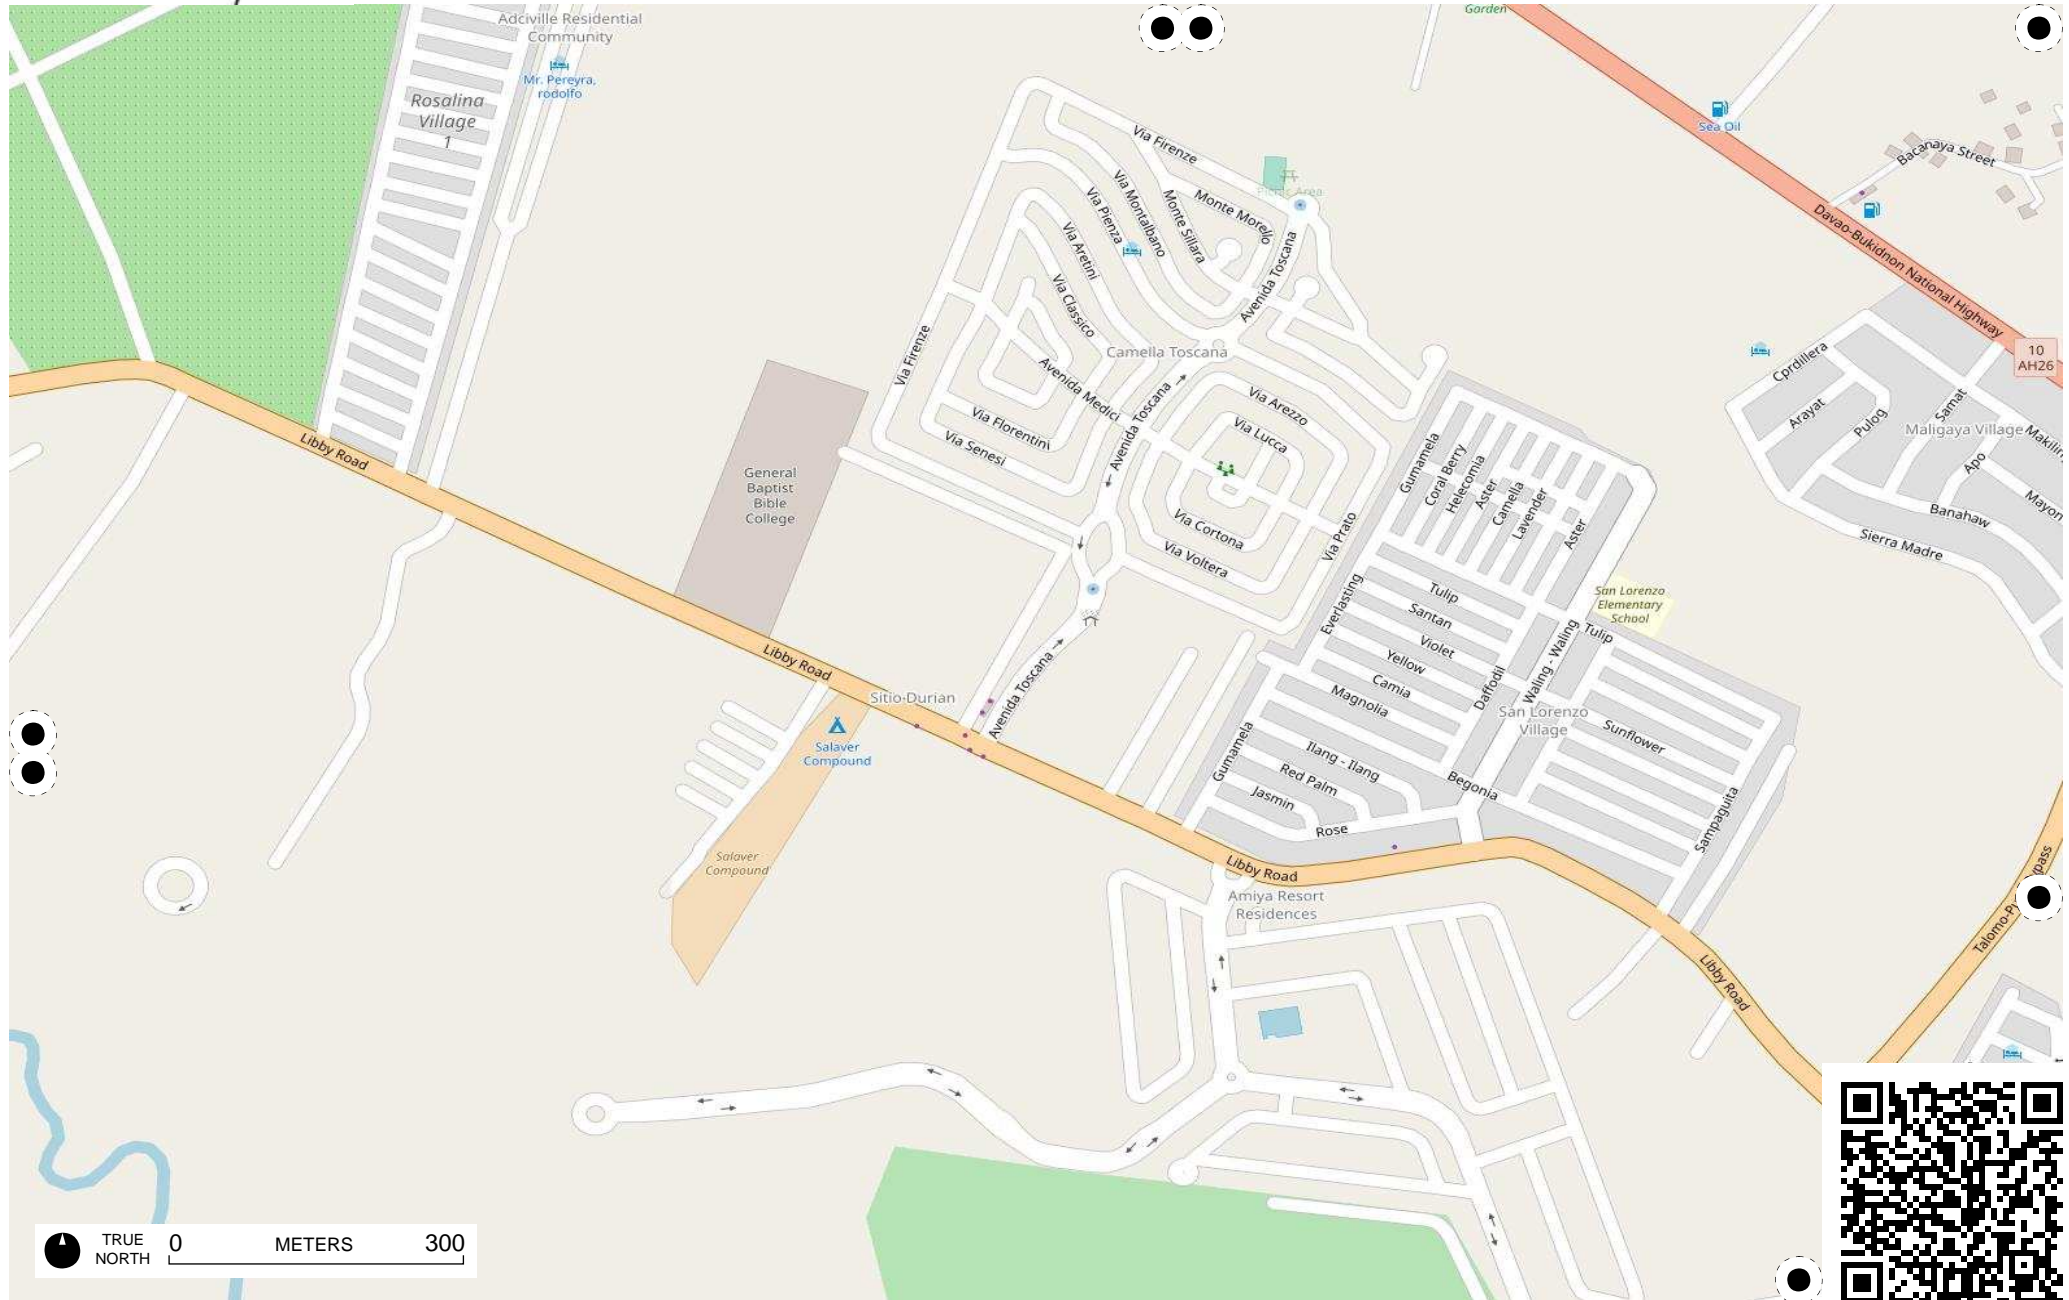 Adciville Residential
Community
Mr. Pereyra,
rodolfo
Rosalina
Village
1
Garden
Sea Oil
Bacanaya Street
Davao-Bukidnon National Highway
10
AH26
Via Firenze
Picnic Area
Monte Morello
Monte Sillara
Via Montalbano
Via Pienza
Via Aretini
Via Classico
Avenida Toscana
Via Firenze
Camella Toscana
Avenida Medici
Avenida Toscana
Via Florentini
Via Senesi
Via Arezzo
Via Lucca
Via Cortona
Via Voltera
Via Prato
Cprdillera
Arayat
Pulog
Samat
Maligaya Village
Apo
Banahaw
Sierra Madre
Mayon
Gumamela
Coral Berry
Helecomia
Aster
Camella
Lavender
Aster
Libby Road
General
Baptist
Bible
College
San Lorenzo
Elementary
School
Everlasting
Tulip
Santan
Violet
Yellow
Camia
Magnolia
Daffodil
Waling - Waling
Tulip
San Lorenzo
Village
Sunflower
Sampaguita
Gumamela
Ilang - Ilang
Red Palm
Jasmin
Begonia
Rose
Libby Road
Sitio Durian
Avenida Toscana
Salaver
Compound
Salaver
Compound
Libby Road
Amiya Resort
Residences
Libby Road
TRUE
NORTH
0 METERS 300